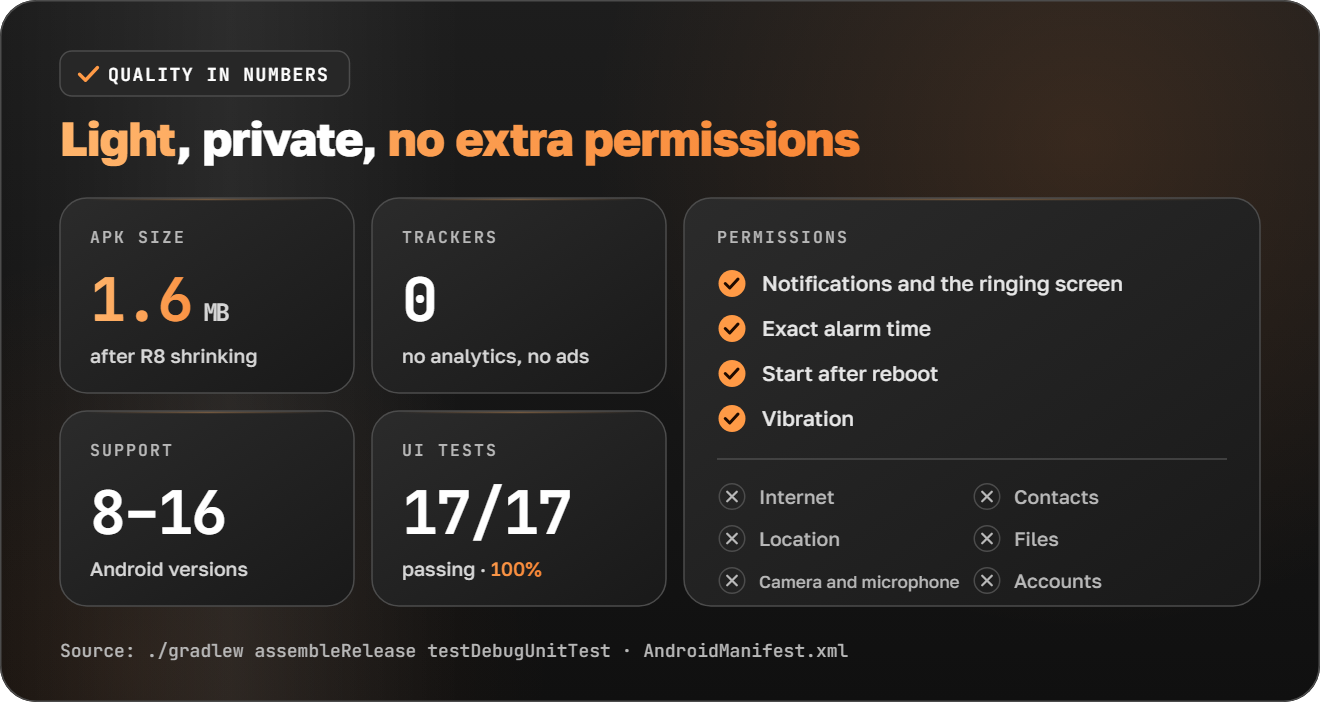 QUALITY IN NUMBERS
Light, private, no extra permissions
APK SIZE
1.6 MB
after R8 shrinking
TRACKERS
0
no analytics, no ads
SUPPORT
8–16
Android versions
UI TESTS
17/17
passing · 100%
PERMISSIONS
Notifications and the ringing screen
Exact alarm time
Start after reboot
Vibration
Internet
Contacts
Location
Files
Camera and microphone
Accounts
Source: ./gradlew assembleRelease testDebugUnitTest · AndroidManifest.xml